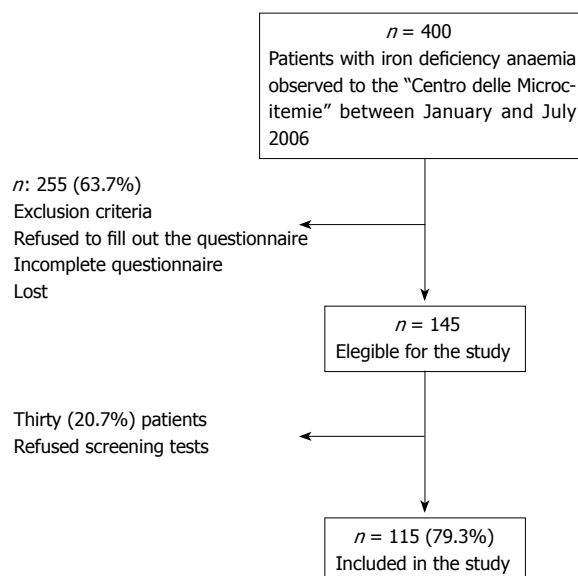 n = 400
Patients with iron deficiency anaemia
observed to the “Centro delle Microc-
itemie” between January and July
2006
n: 255 (63.7%)
Exclusion criteria
Refused to fill out the questionnaire
Incomplete questionnaire
Lost
n = 145
Elegible for the study
Thirty (20.7%) patients
Refused screening tests
n = 115 (79.3%)
Included in the study